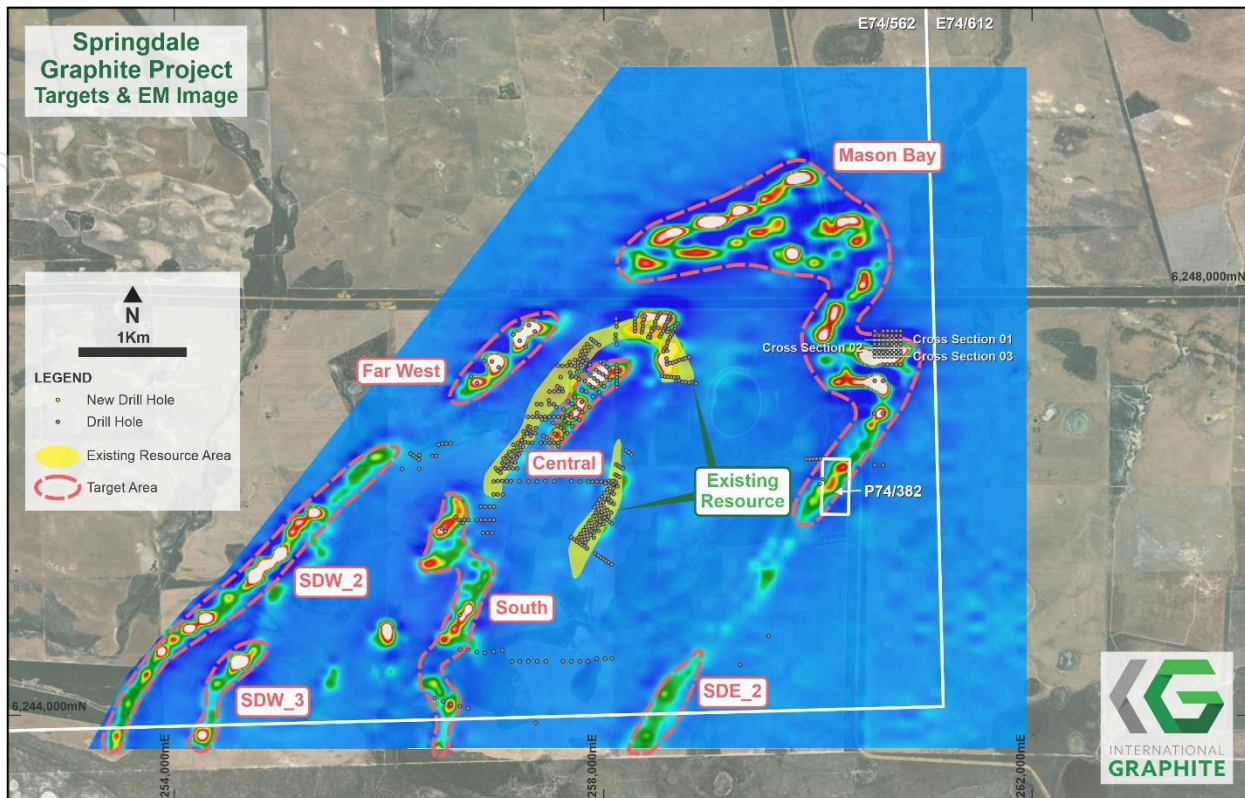 Springdale
Graphite Project
Targets & EM Image
E74/562
E74/612
Mason Bay
6,248,000mN
N
1Km
LEGEND
New Drill Hole
Drill Hole
Existing Resource Area
Target Area
Far West
Cross Section 01
Cross Section 02
Cross Section 03
Central
Existing
Resource
P74/382
SDW_2
South
SDW_3
SDE_2
6,244,000mN
254,000mE
258,000mE
262,000mE
INTERNATIONAL
GRAPHITE